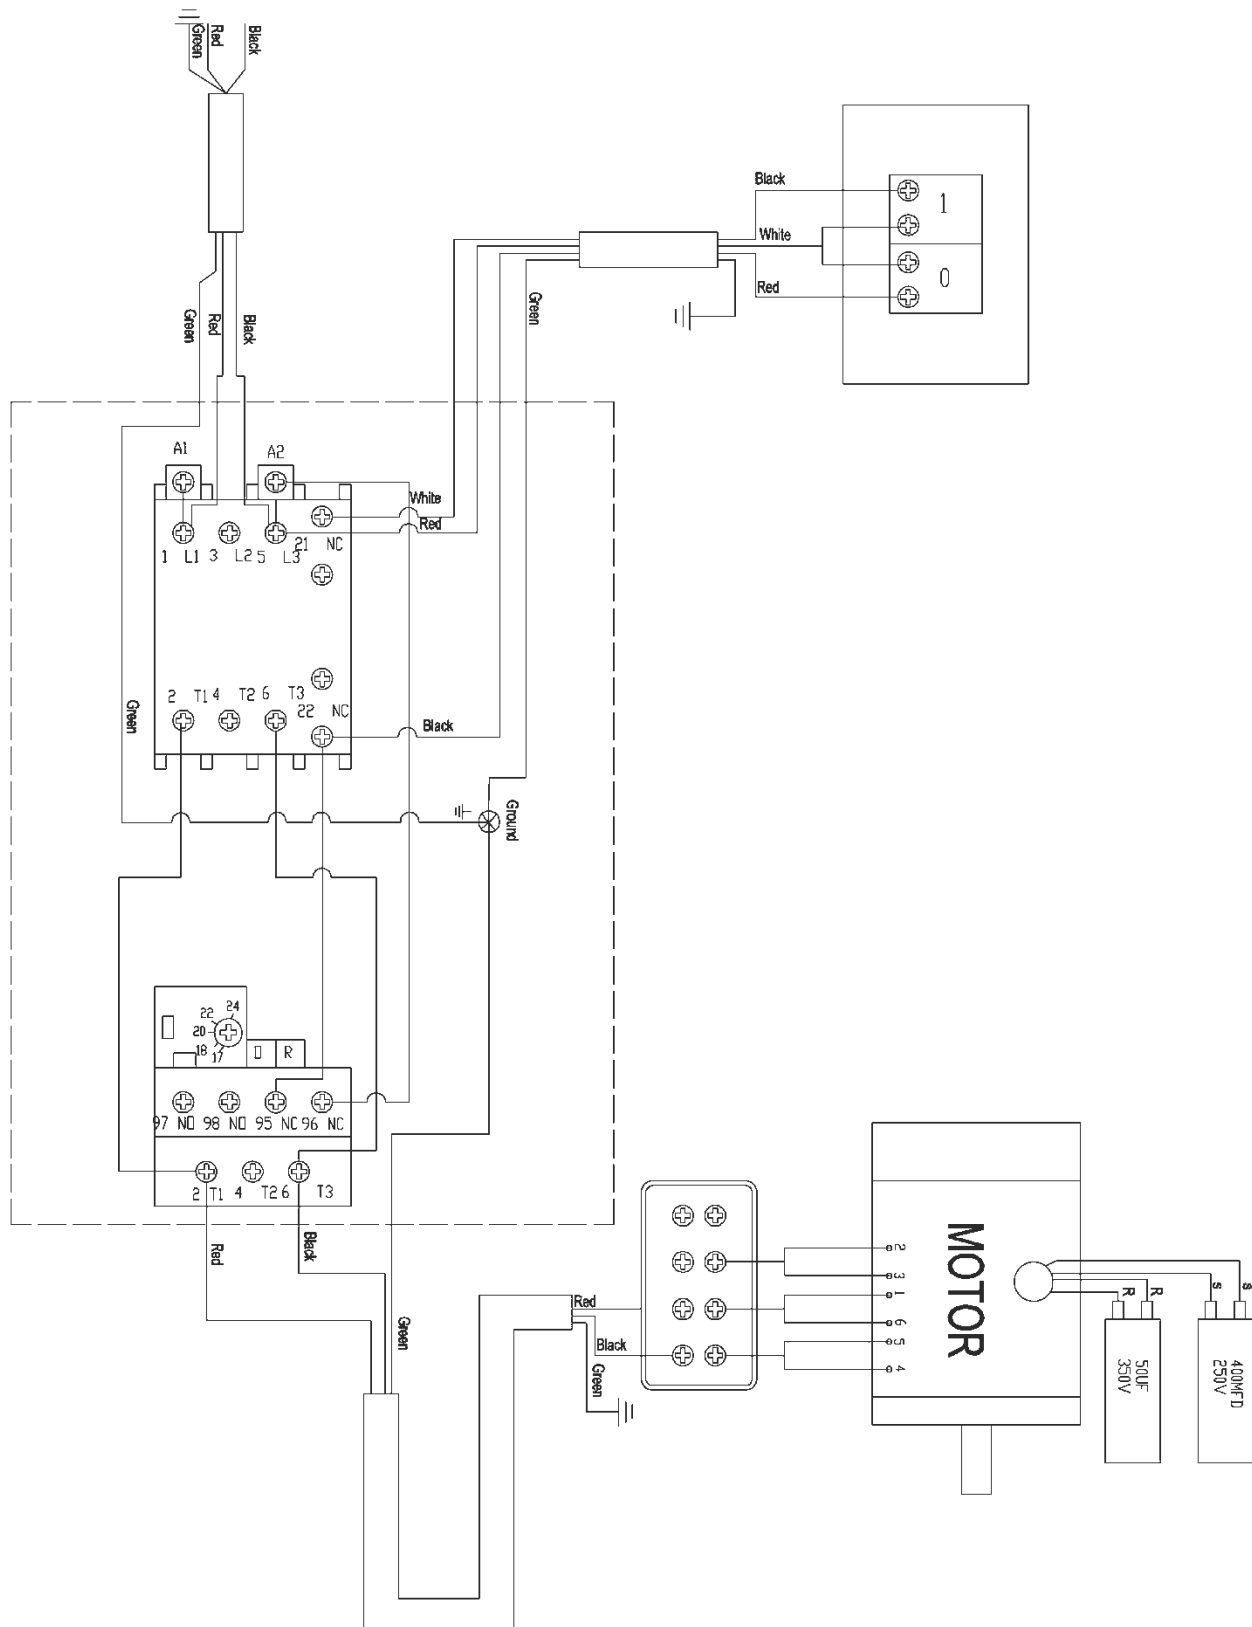 Green
Red
Black
Green
Red
Black
Black
White
Red
1
0
Green
A1
A2
White
Red
1 L1 3 L2 5 L3 21 NC
2 T1 4 T2 6 T3
22 NC
Black
Green
Ground
22 24
20
18 17
D R
97 NO 98 NO 95 NC 96 NC
2 T1 4 T2 6 T3
Red
Black
Green
Red
Black
Green
2
3
1
6
5
4
MOTOR
R R
S S
50UF
350V
400MFD
250V